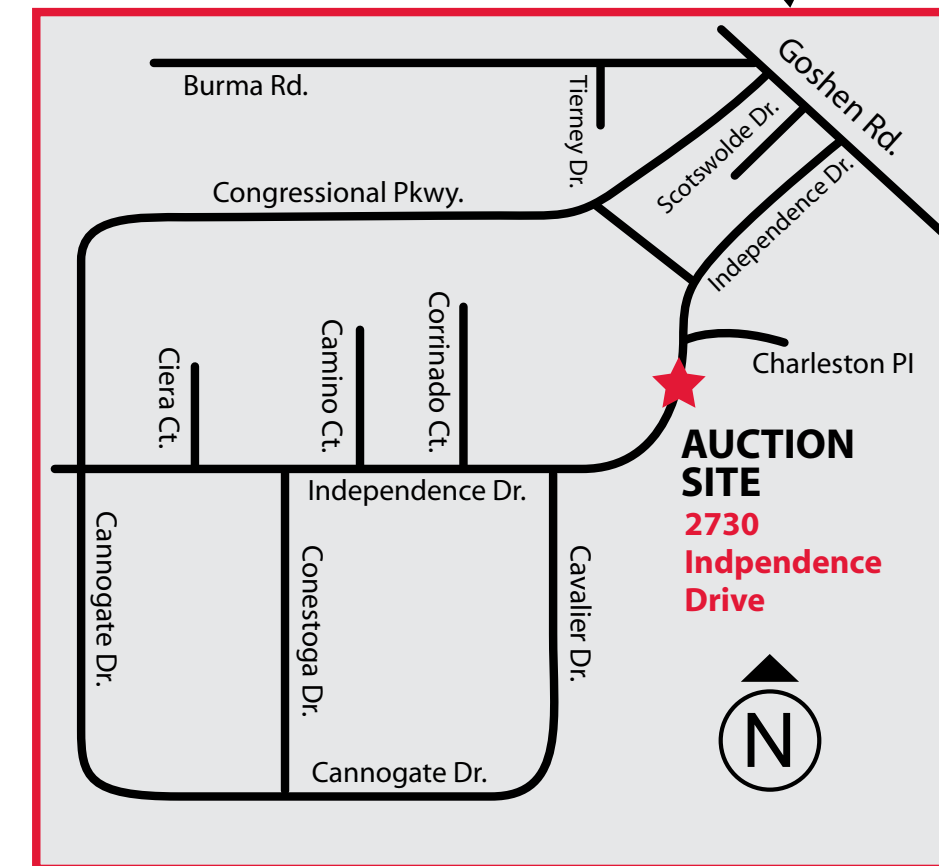 Goshen Rd.
Burma Rd.
Tierney Dr.
Scotswolde Dr.
Congressional Pkwy.
Independence Dr.
Ciera Ct.
Camino Ct.
Corrinado Ct.
Charleston Pl
AUCTION
SITE
2730
Indpendence
Drive
Independence Dr.
Cannogate Dr.
Conestoga Dr.
Cavalier Dr.
Cannogate Dr.
N